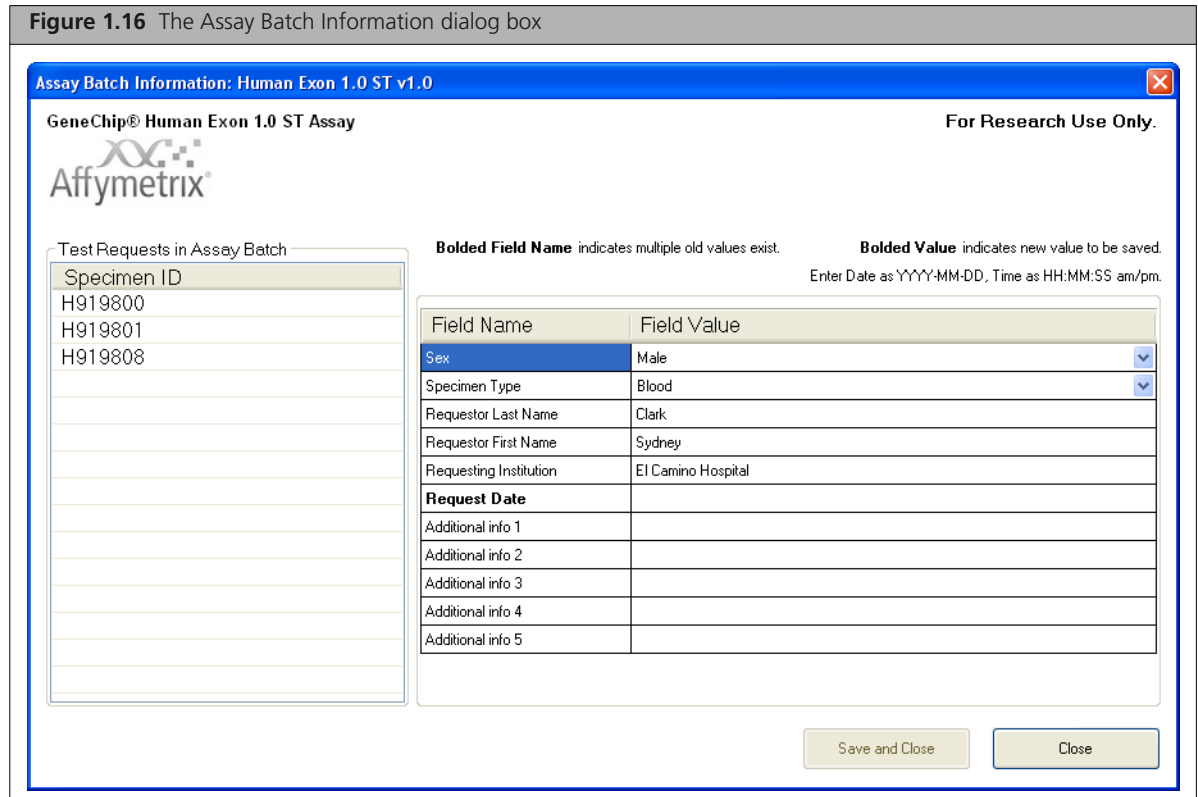 Figure 1.16 The Assay Batch Information dialog box
Assay Batch Information: Human Exon 1.0 ST v1.0
GeneChip® Human Exon 1.0 ST Assay
For Research Use Only.
Affymetrix®
Test Requests in Assay Batch
Specimen ID
H919800
H919801
H919808
Bolded Field Name indicates multiple old values exist.
Bolded Value indicates new value to be saved.
Enter Date as YYYY-MM-DD, Time as HH:MM:SS am/pm.
Field Name Field Value
Sex Male
Specimen Type Blood
Requestor Last Name Clark
Requestor First Name Sydney
Requesting Institution El Camino Hospital
Request Date
Additional info 1
Additional info 2
Additional info 3
Additional info 4
Additional info 5
Save and Close
Close